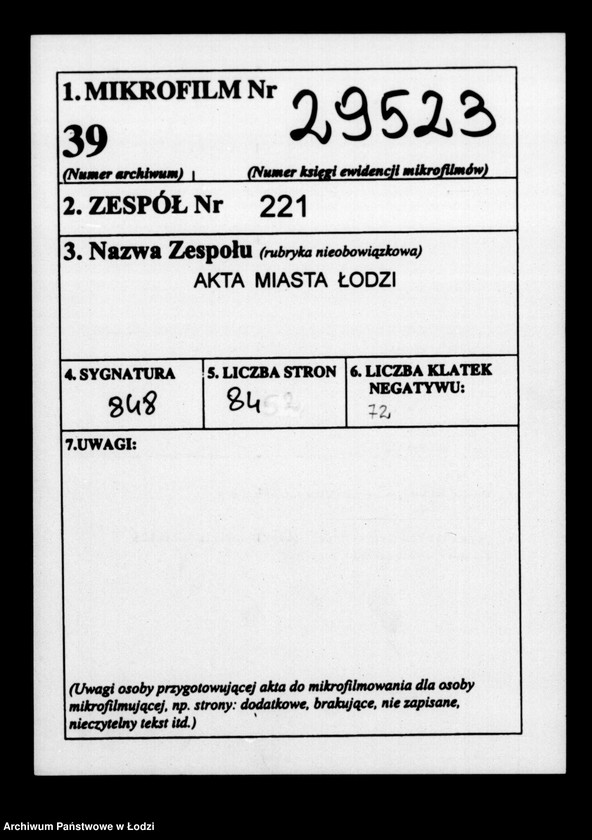 1. MIKROFILM Nr 29523
39
(Numer archiwum) (Numer księgi ewidencji mikrofilmów)
2. ZESPÓŁ Nr 221
3. Nazwa Zespołu (rubryka nieobowiązkowa)
AKTA MIASTA ŁODZI
4. SYGNATURA 5. LICZBA STRON 6. LICZBA KLATEK
NEGATYWU:
848 84 52 72
7.UWAGI:
(Uwagi osoby przygotowującej akta do mikrofilmowania dla osoby
mikrofilmującej, np. strony: dodatkowe, brakujące, nie zapisane,
nieczytelny tekst itd.)
Archiwum Państwowe w Łodzi